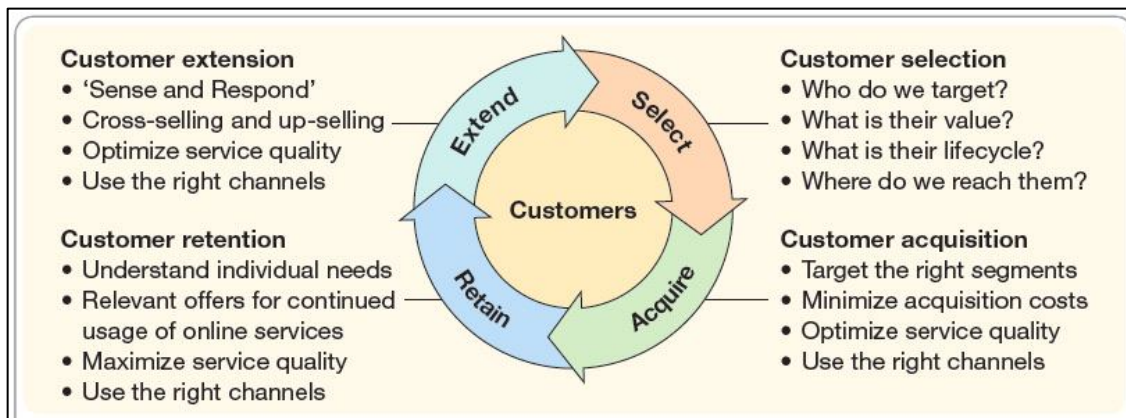 Customer extension
• ‘Sense and Respond’
• Cross-selling and up-selling
• Optimize service quality
• Use the right channels
Customer selection
• Who do we target?
• What is their value?
• What is their lifecycle?
• Where do we reach them?
Extend
Select
Customers
Retain
Acquire
Customer retention
• Understand individual needs
• Relevant offers for continued
usage of online services
• Maximize service quality
• Use the right channels
Customer acquisition
• Target the right segments
• Minimize acquisition costs
• Optimize service quality
• Use the right channels